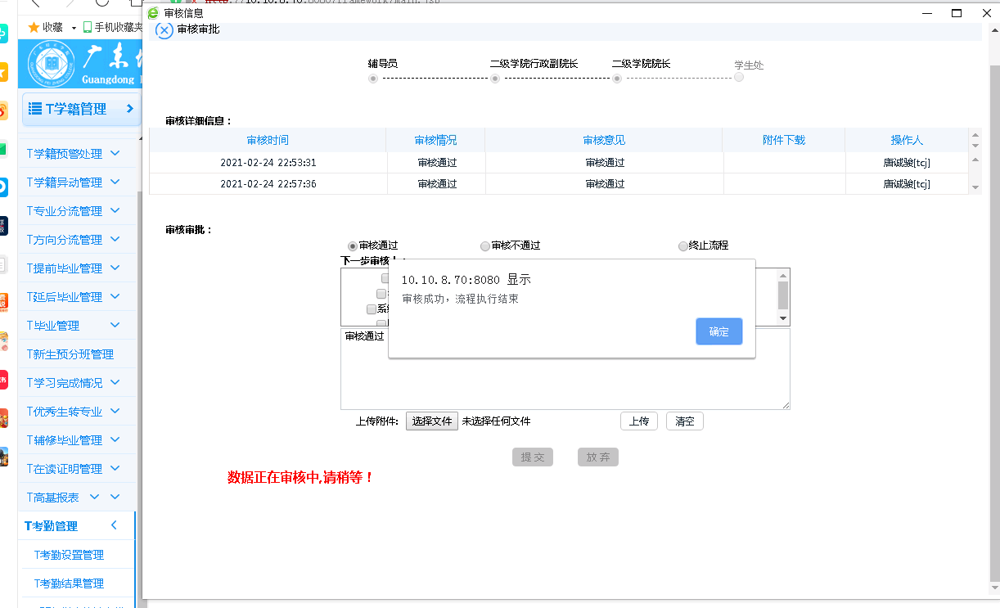 审核信息
收藏 手机收藏夹
审核审批
广东
Guangdong
辅导员 二级学院行政副院长 二级学院院长 学生处
T学籍管理
审核详细信息：
审核时间 审核情况 审核意见 附件下载 操作人
2021-02-24 22:53:31 审核通过 审核通过 唐诚骏[tcj]
2021-02-24 22:57:36 审核通过 审核通过 唐诚骏[tcj]
T学籍预警处理
T学籍异动管理
T专业分流管理
T方向分流管理
T提前毕业管理
T延后毕业管理
T毕业管理
T新生预分班管理
T学习完成情况
T优秀生转专业
T辅修毕业管理
T在读证明管理
T高基报表
T考勤管理
T考勤设置管理
T考勤结果管理
审核审批：
审核通过 审核不通过 终止流程
下一步审核
10.10.8.70:8080 显示
审核成功，流程执行结束
确定
审核通过
上传附件: 选择文件 未选择任何文件 上传 清空
提交 放弃
数据正在审核中,请稍等！